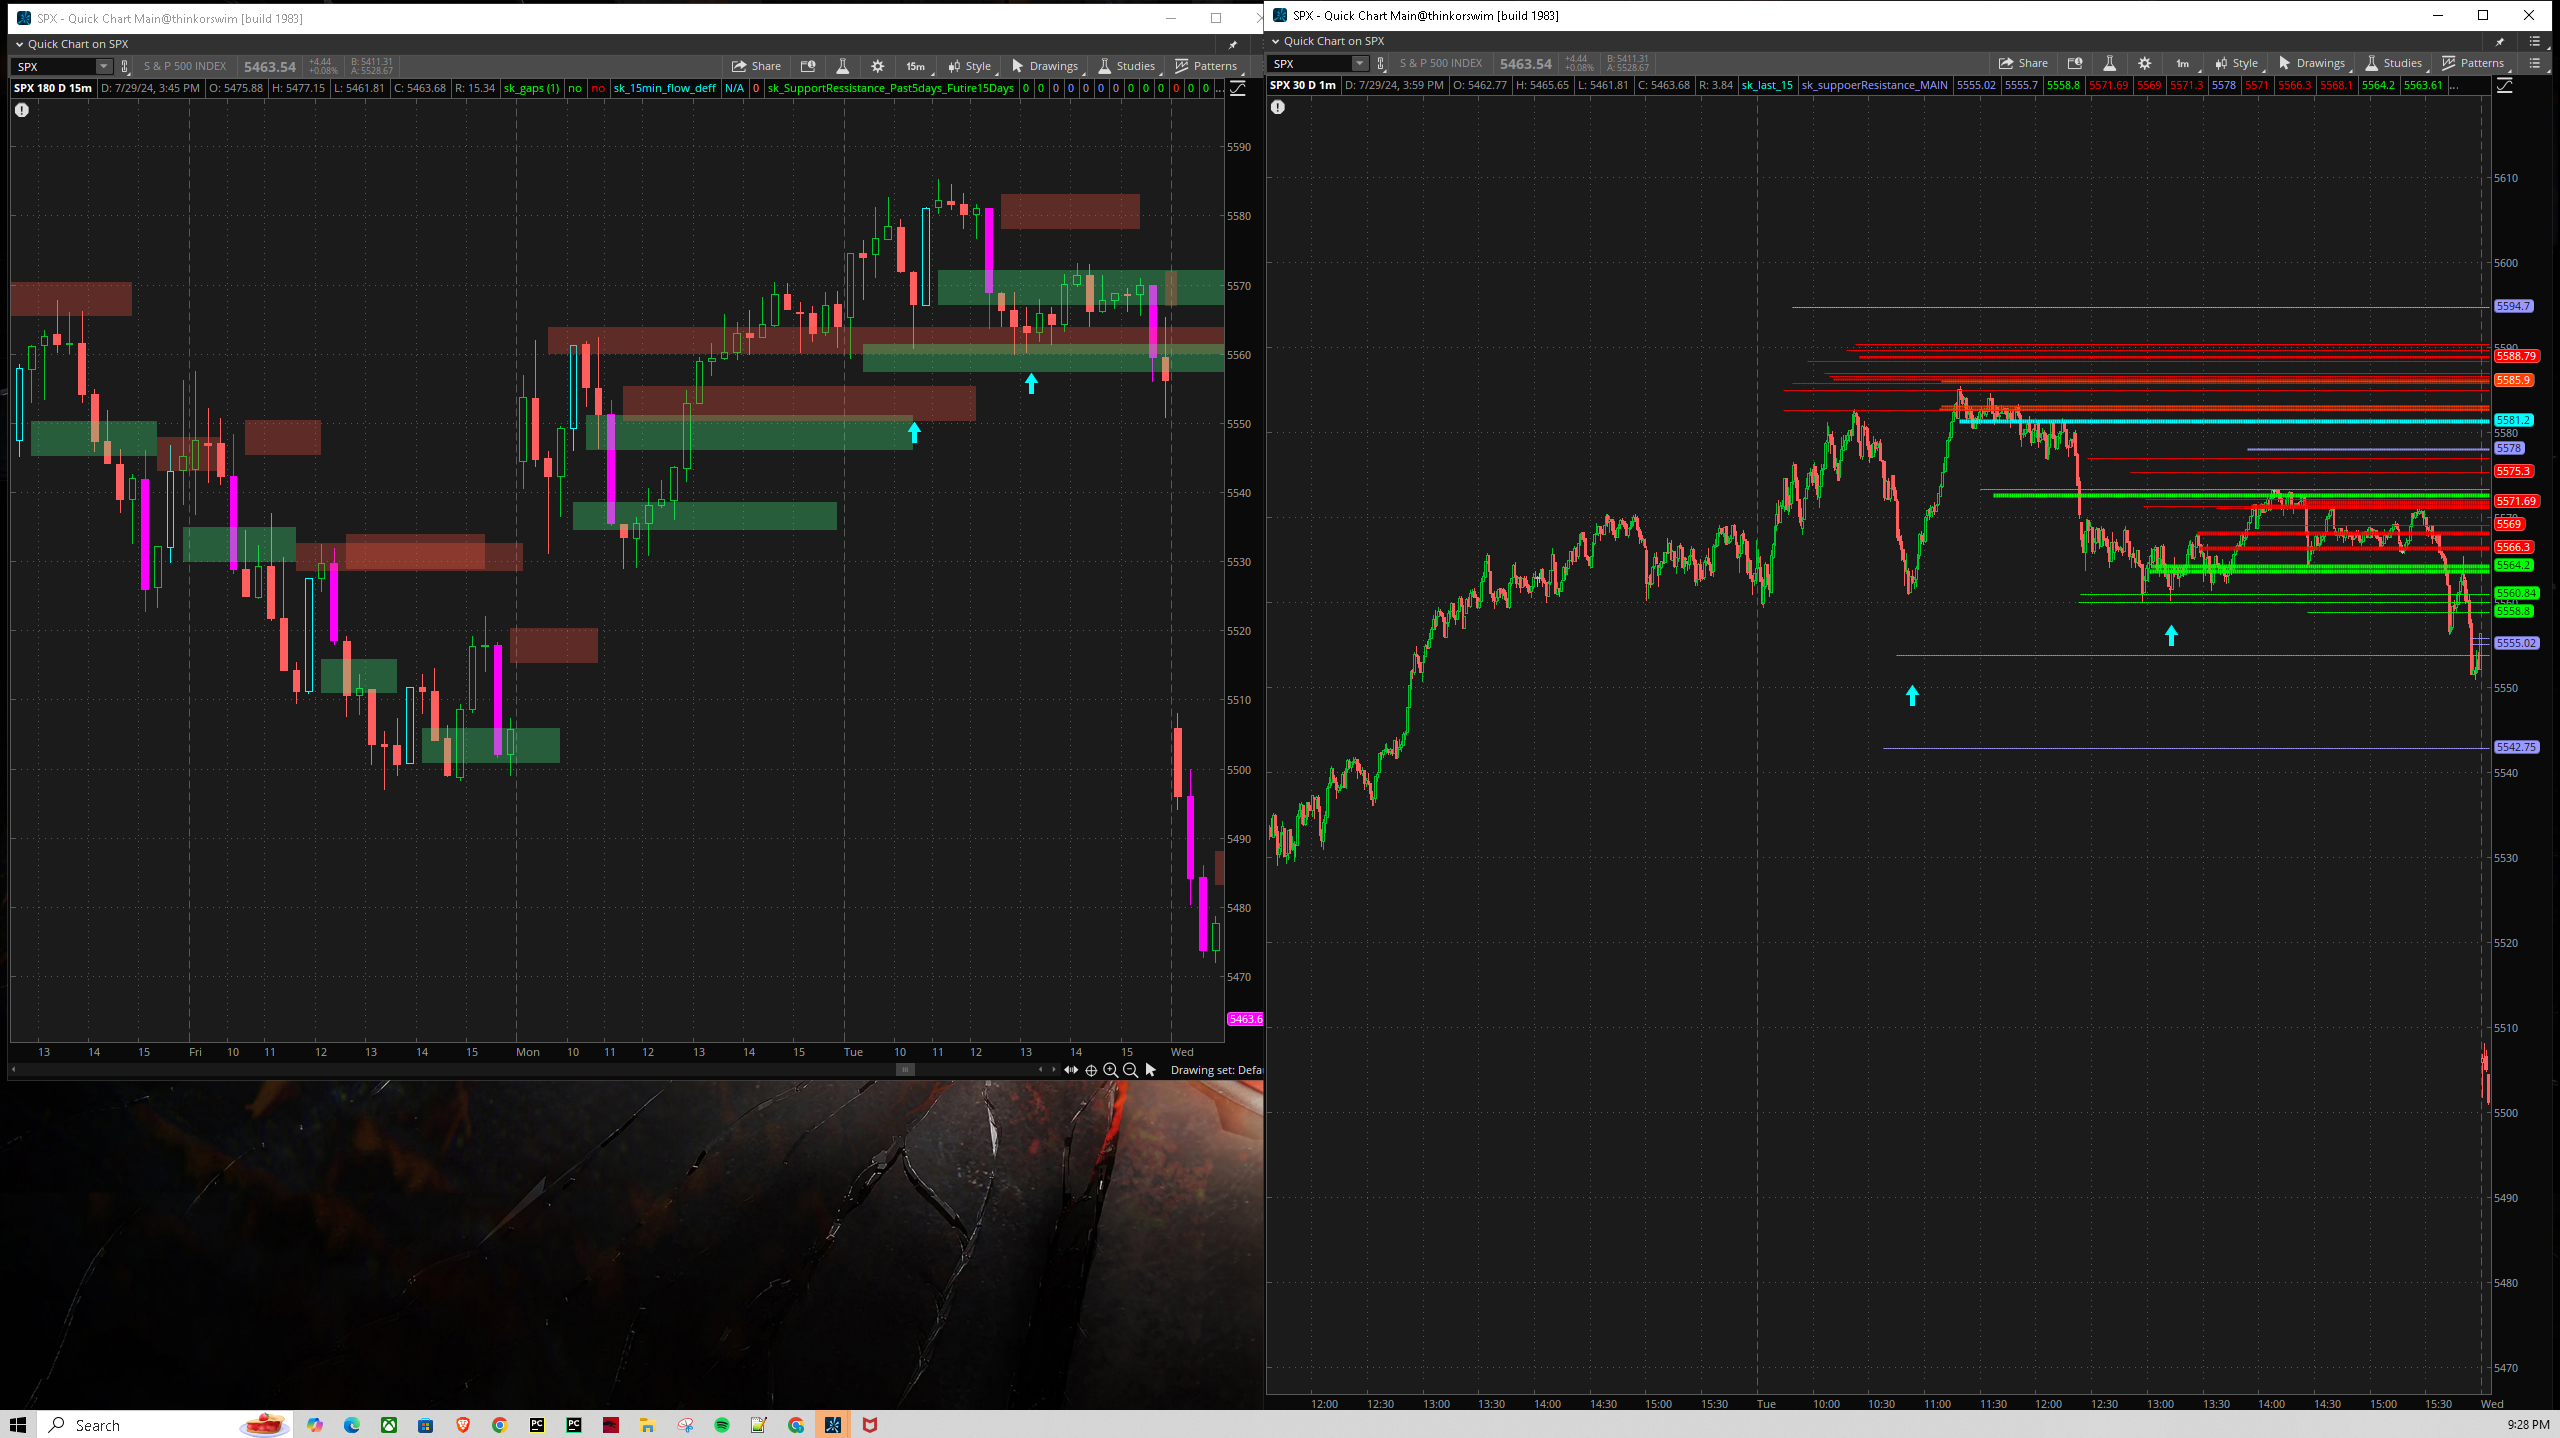 SPX - Quick Chart Main@thinkorswim [build 1983]
Quick Chart on SPX
SPX S & P 500 INDEX 5463.54 +4.44 +0.08% B: 5411.31 A: 5528.67 Share 15m Style Drawings Studies Patterns
SPX 180 D 15m D: 7/29/24, 3:45 PM O: 5475.88 H: 5477.15 L: 5461.81 C: 5463.68 R: 15.34 sk_gaps (1) no no sk_15min_flow_deff N/A 0 sk_SupportRessistance_Past5days_Futire15Days 0 0 0 0 0 0 0 0 0 0 0 0 0 ...
5590
5580
5570
5560
5550
5540
5530
5520
5510
5500
5490
5480
5470
5463.6
13 14 15 Fri 10 11 12 13 14 15 Mon 10 11 12 13 14 15 Tue 10 11 12 13 14 15 Wed
Drawing set: Defa
SPX - Quick Chart Main@thinkorswim [build 1983]
Quick Chart on SPX
SPX S & P 500 INDEX 5463.54 +4.44 +0.08% B: 5411.31 A: 5528.67 Share 1m Style Drawings Studies Patterns
SPX 30 D 1m D: 7/29/24, 3:59 PM O: 5462.77 H: 5465.65 L: 5461.81 C: 5463.68 R: 3.84 sk_last_15 sk_suppoerResistance_MAIN 5555.02 5555.7 5558.8 5571.69 5569 5571.3 5578 5571 5566.3 5568.1 5564.2 5563.61 ...
5610
5600
5594.7
5588.79
5585.9
5581.2
5580
5578
5575.3
5571.69
5569
5566.3
5564.2
5560.84
5558.8
5555.02
5550
5542.75
5540
5530
5520
5510
5500
5490
5480
5470
12:00 12:30 13:00 13:30 14:00 14:30 15:00 15:30 Tue 10:00 10:30 11:00 11:30 12:00 12:30 13:00 13:30 14:00 14:30 15:00 15:30 Wed
Search
PC PC
9:28 PM